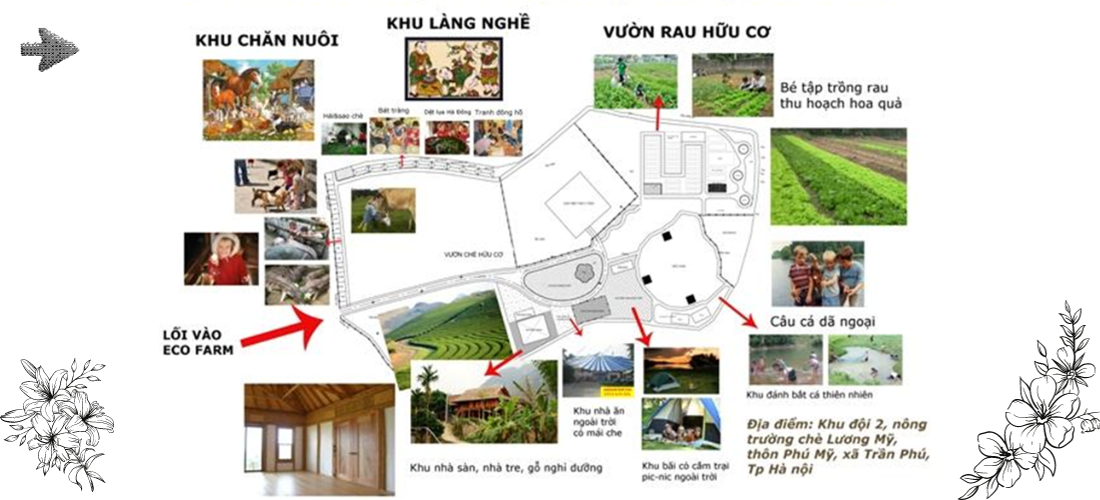 KHU LÀNG NGHỀ
KHU CHĂN NUÔI
VƯỜN RAU HỮU CƠ
Bé tập trồng rau
thu hoạch hoa quả
Hái&sao chè
Bát tràng
Dệt lụa Hà Đông
Tranh đông hồ
VƯỜN CHÈ HỮU CƠ
LỐI VÀO
ECO FARM
Câu cá dã ngoại
Khu đánh bắt cá thiên nhiên
Khu nhà ăn
ngoài trời
có mái che
Khu nhà sàn, nhà tre, gỗ nghỉ dưỡng
Khu bãi cỏ cắm trại
pic-nic ngoài trời
Địa điểm: Khu đội 2, nông
trường chè Lương Mỹ,
thôn Phú Mỹ, xã Trần Phú,
Tp Hà nội